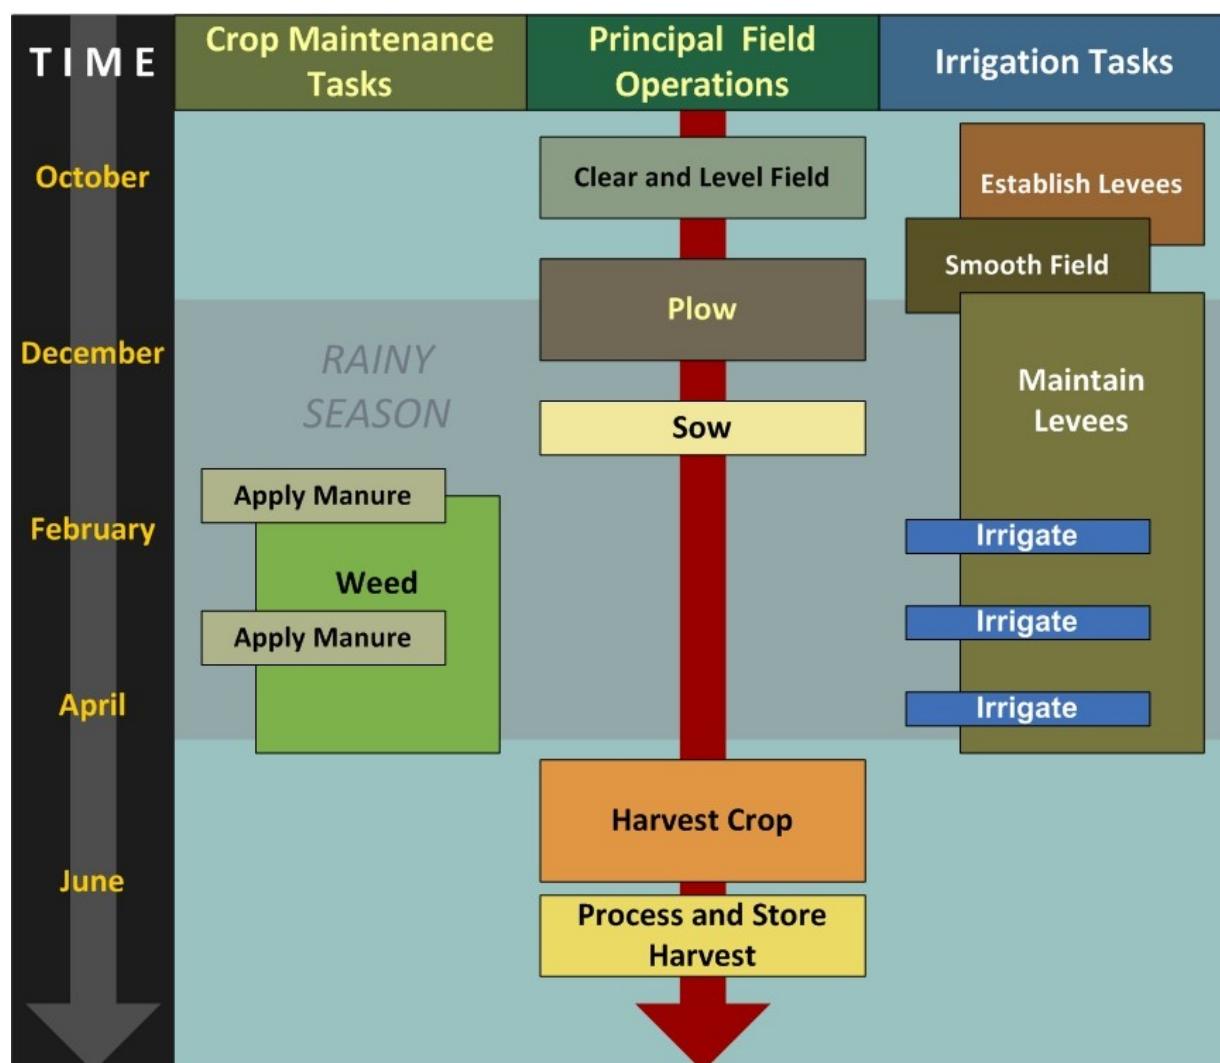 TIME
Crop Maintenance
Tasks
Principal Field
Operations
Irrigation Tasks
October
Clear and Level Field
Establish Levees
Smooth Field
Plow
December
RAINY
SEASON
Maintain
Levees
Sow
Apply Manure
February
Irrigate
Weed
Irrigate
Apply Manure
April
Irrigate
Harvest Crop
June
Process and Store
Harvest